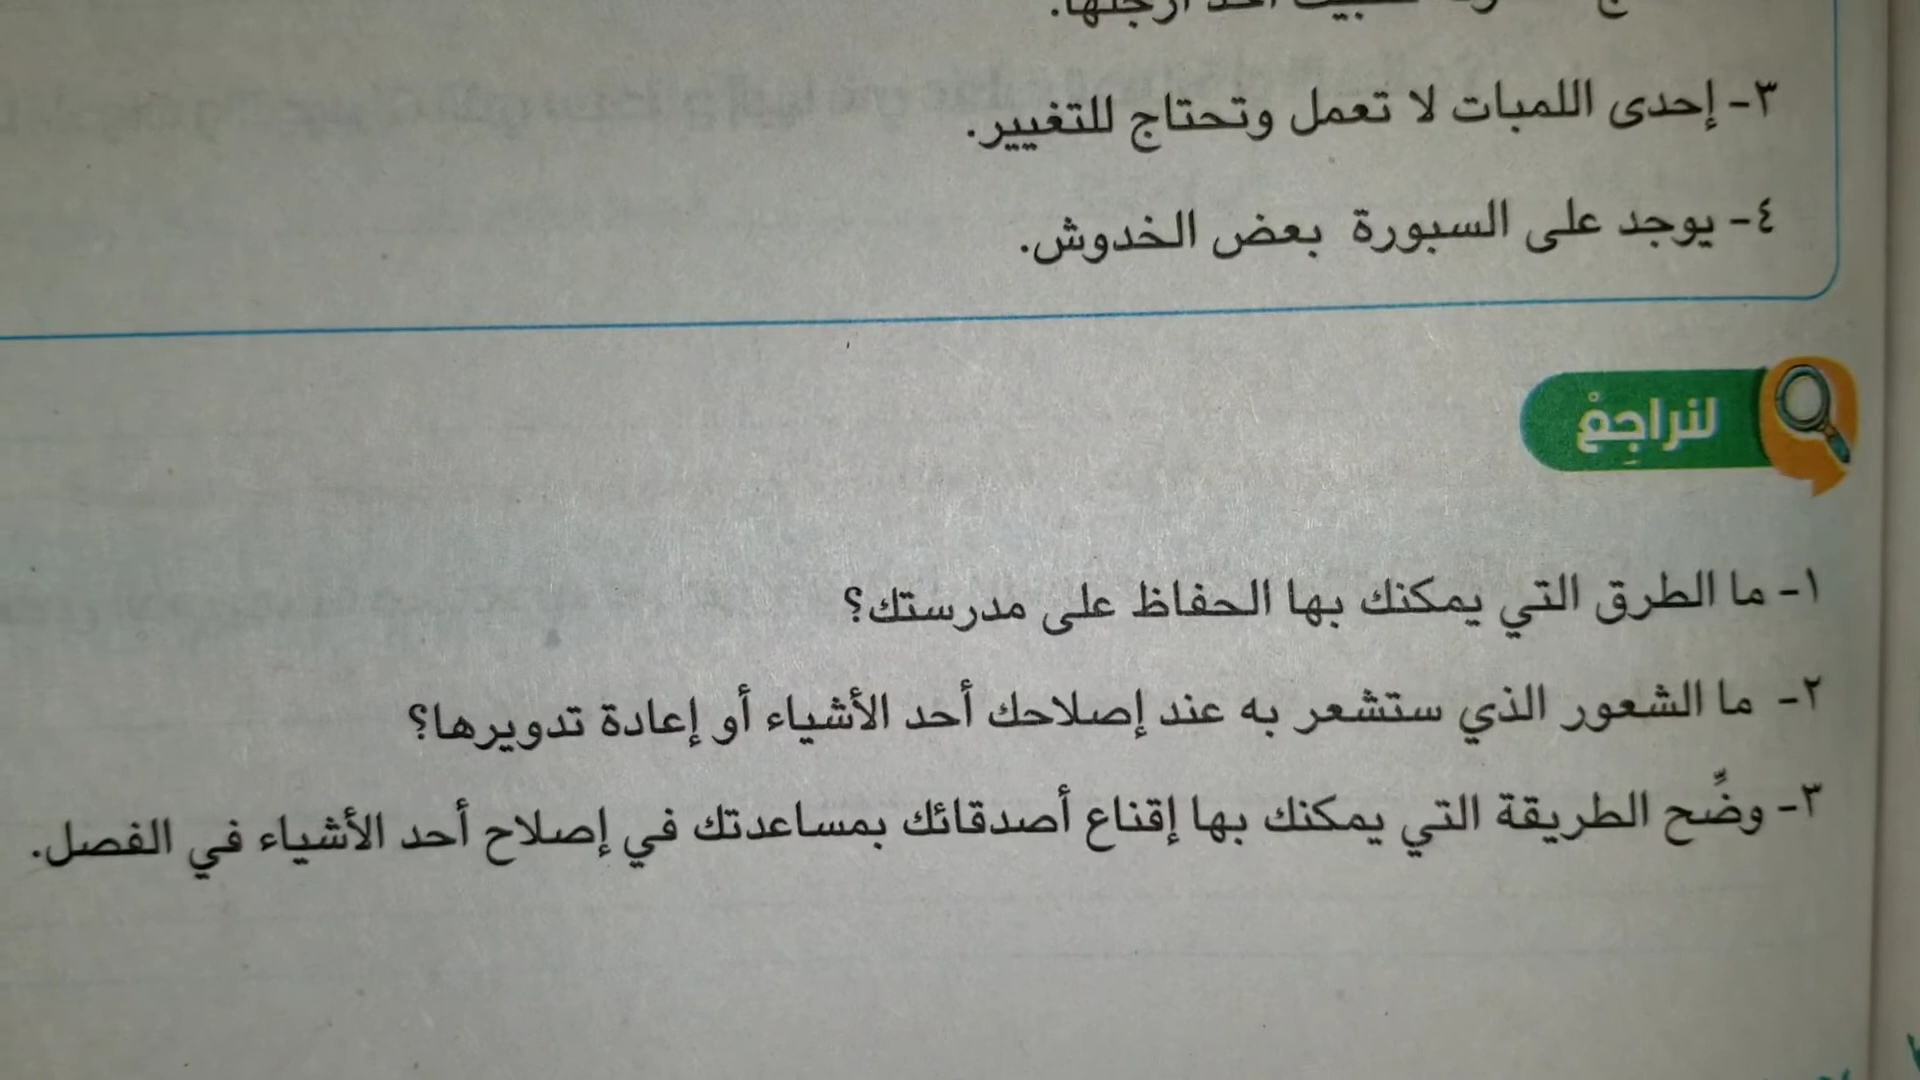 أحد أرجلها.
٣- إحدى اللمبات لا تعمل وتحتاج للتغيير.
٤- يوجد على السبورة بعض الخدوش.
لنراجِعْ
١- ما الطرق التي يمكنك بها الحفاظ على مدرستك؟
٢- ما الشعور الذي ستشعر به عند إصلاحك أحد الأشياء أو إعادة تدويرها؟
٣- وضِّح الطريقة التي يمكنك بها إقناع أصدقائك بمساعدتك في إصلاح أحد الأشياء في الفصل.